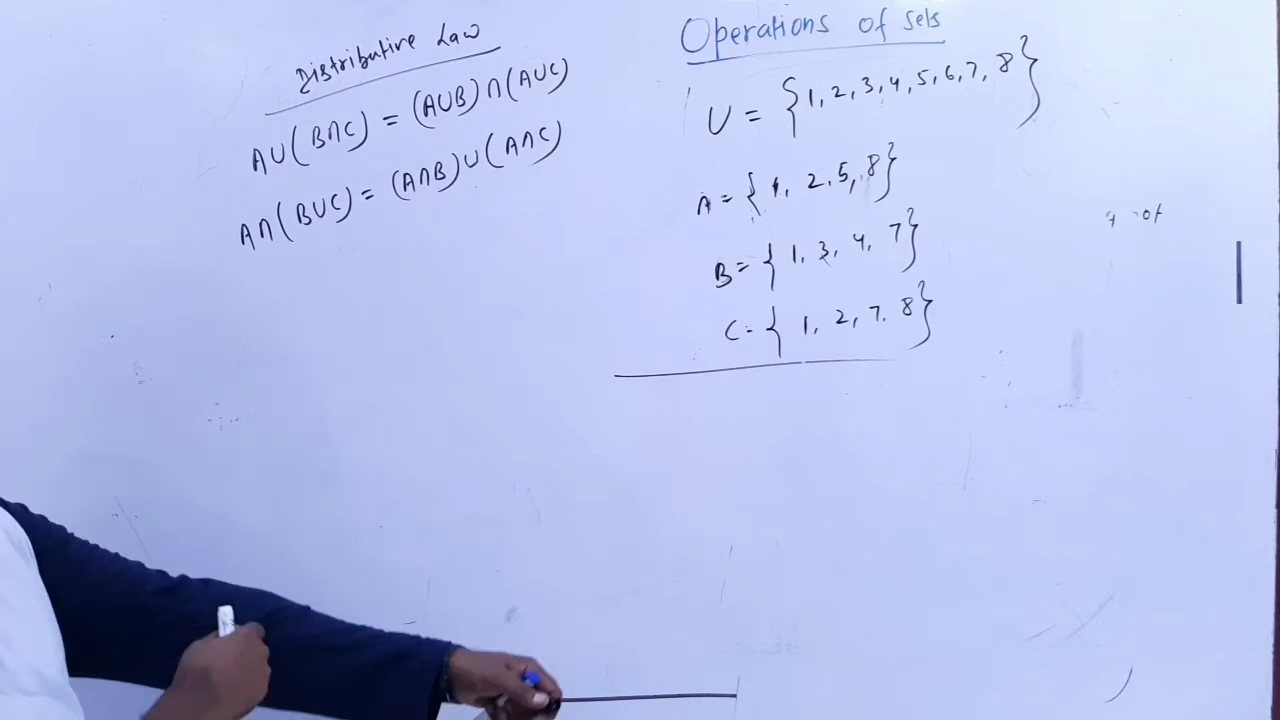 Distributive Law
A∪(B∩C) = (A∪B)∩(A∪C)
A∩(B∪C) = (A∩B)∪(A∩C)
Operations of sets
U = {1, 2, 3, 4, 5, 6, 7, 8}
A = {1, 2, 5, 8}
B = {1, 3, 4, 7}
C = {1, 2, 7, 8}